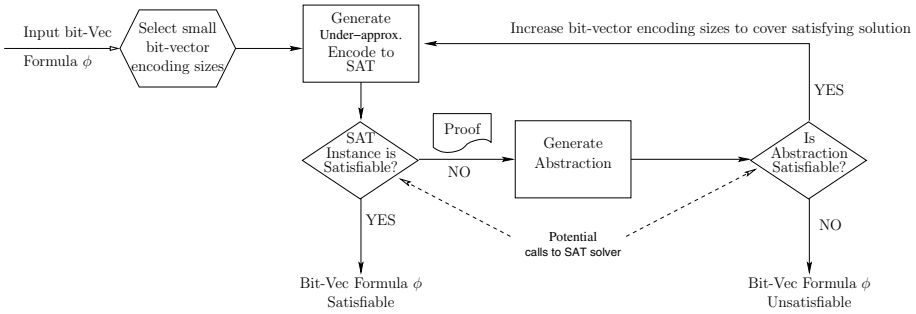 Input bit-Vec
Formula ϕ
Select small
bit-vector
encoding sizes
Generate
Under−approx.
Encode to
SAT
Increase bit-vector encoding sizes to cover satisfying solution
YES
SAT
Instance is
Satisfiable?
Proof
NO
Generate
Abstraction
Is
Abstraction
Satisfiable?
YES
Potential
calls to SAT solver
NO
Bit-Vec Formula ϕ
Satisfiable
Bit-Vec Formula ϕ
Unsatisfiable